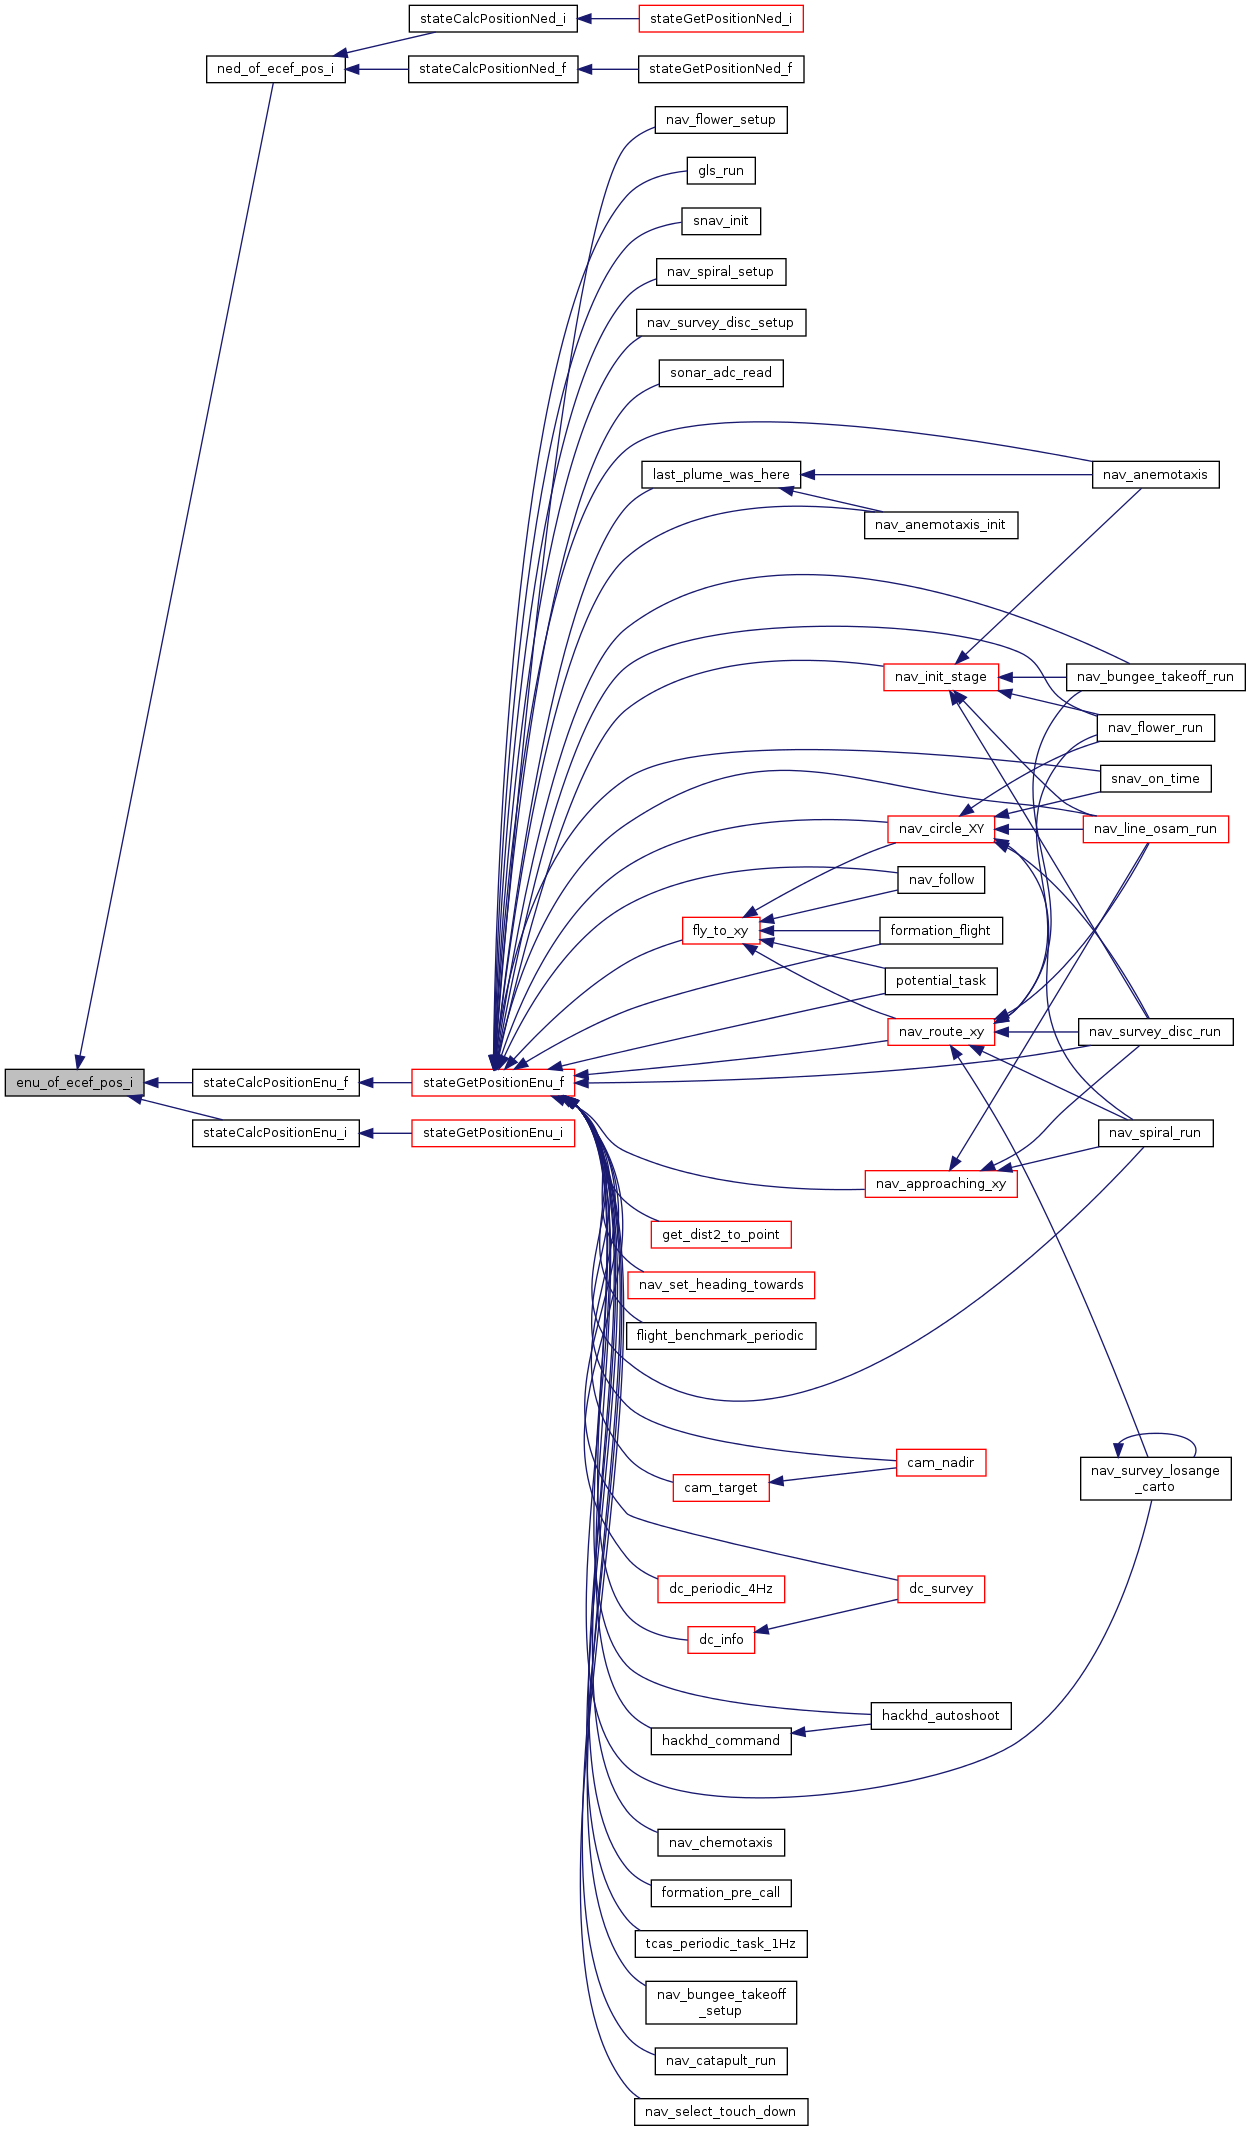 stateCalcPositionNed_i
stateGetPositionNed_i
ned_of_ecef_pos_i
stateCalcPositionNed_f
stateGetPositionNed_f
nav_flower_setup
gls_run
snav_init
nav_spiral_setup
nav_survey_disc_setup
sonar_adc_read
last_plume_was_here
nav_anemotaxis
nav_anemotaxis_init
nav_init_stage
nav_bungee_takeoff_run
nav_flower_run
snav_on_time
nav_circle_XY
nav_line_osam_run
nav_follow
fly_to_xy
formation_flight
potential_task
nav_route_xy
nav_survey_disc_run
enu_of_ecef_pos_i
stateCalcPositionEnu_f
stateGetPositionEnu_f
stateCalcPositionEnu_i
stateGetPositionEnu_i
nav_spiral_run
nav_approaching_xy
get_dist2_to_point
nav_set_heading_towards
flight_benchmark_periodic
cam_nadir
cam_target
nav_survey_losange
_carto
dc_periodic_4Hz
dc_survey
dc_info
hackhd_autoshoot
hackhd_command
nav_chemotaxis
formation_pre_call
tcas_periodic_task_1Hz
nav_bungee_takeoff
_setup
nav_catapult_run
nav_select_touch_down